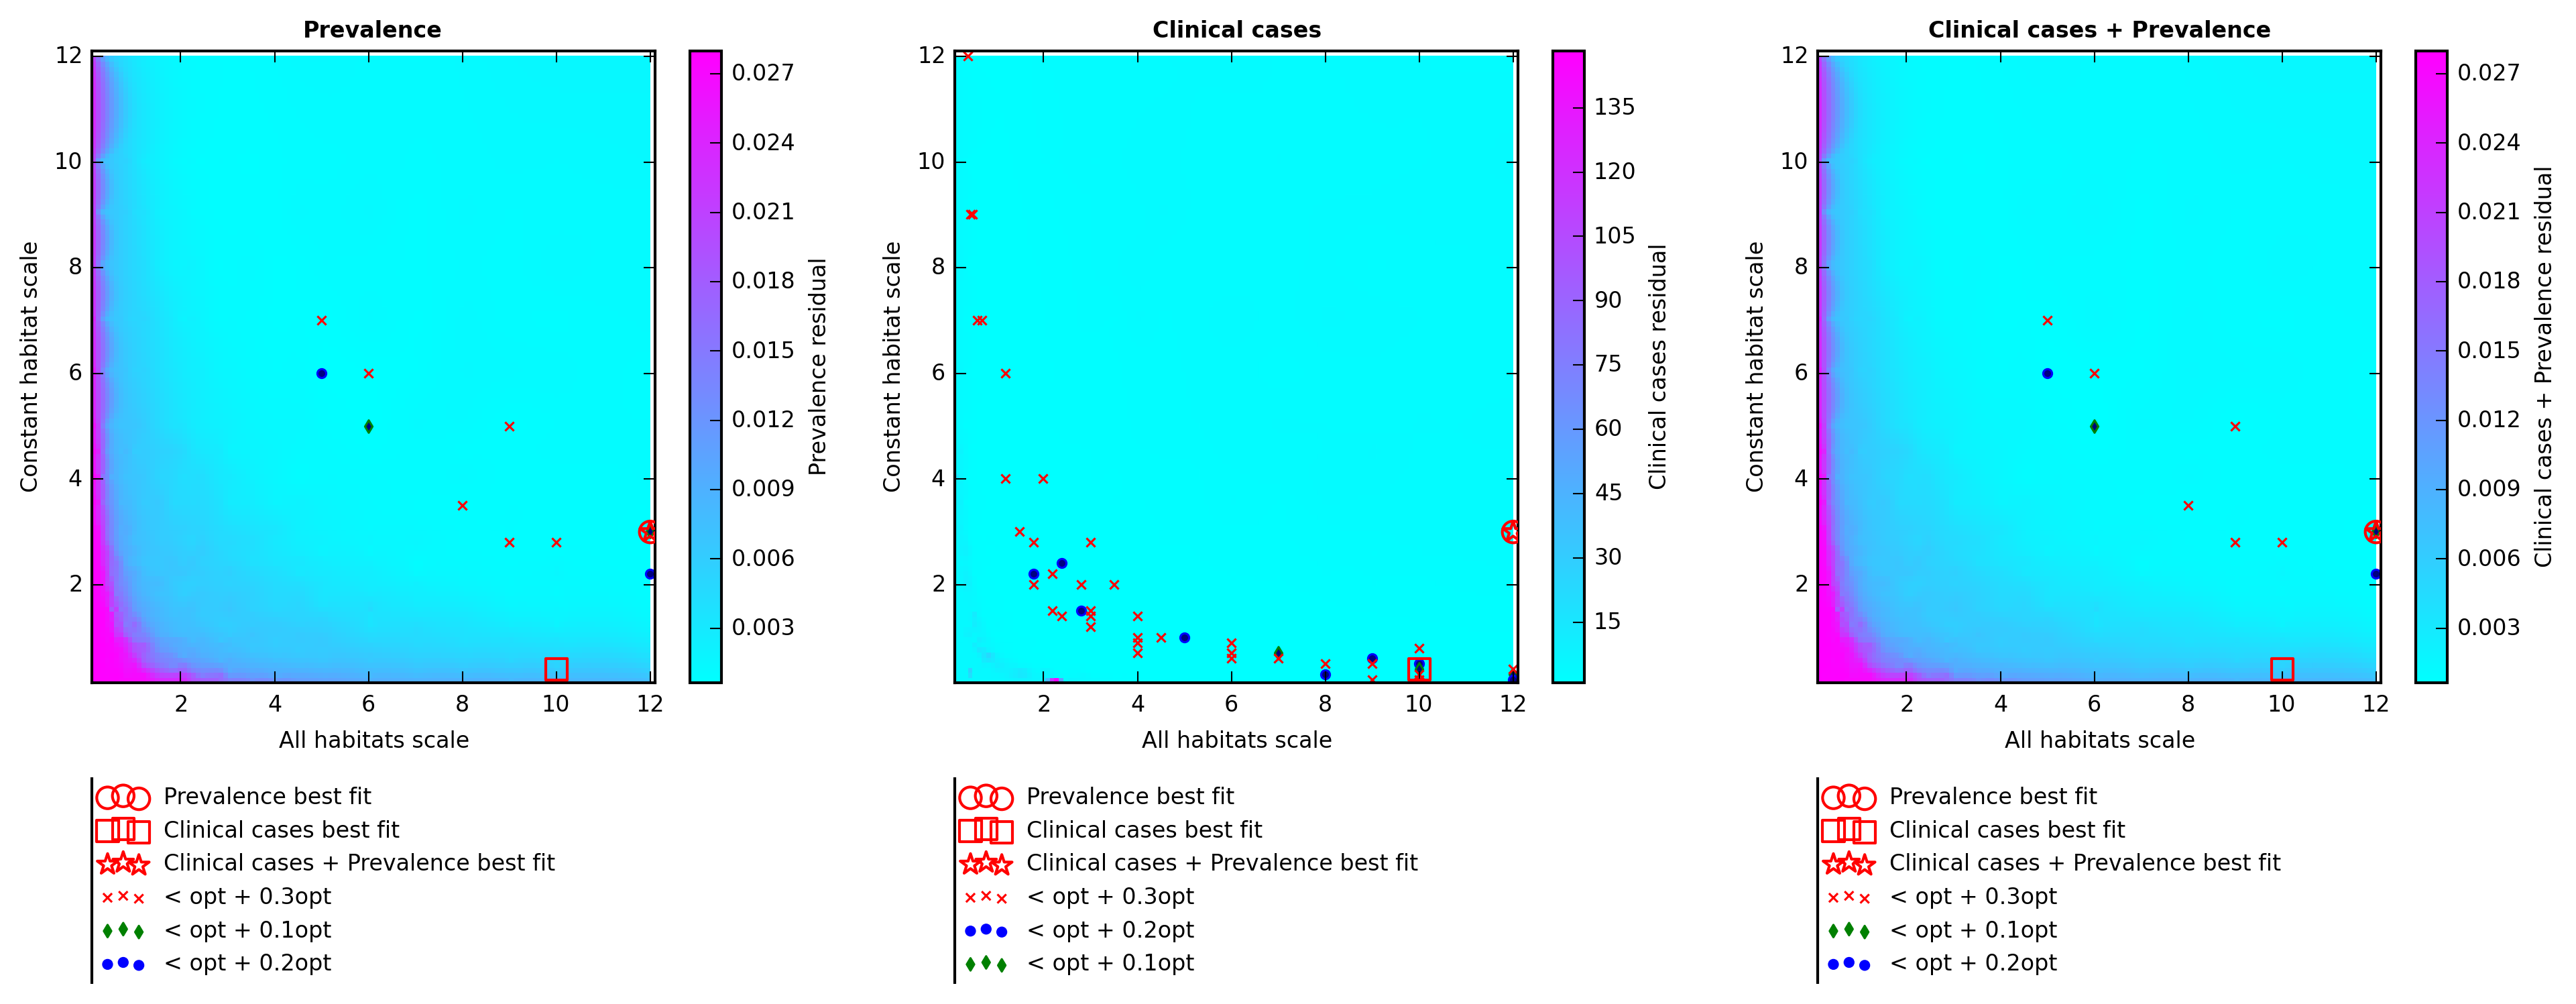 Prevalence
12
10
8
6
4
2
Constant habitat scale
2 4 6 8 10 12
All habitats scale
0.027
0.024
0.021
0.018
0.015
0.012
0.009
0.006
0.003
Prevalence residual
Prevalence best fit
Clinical cases best fit
Clinical cases + Prevalence best fit
< opt + 0.3opt
< opt + 0.1opt
< opt + 0.2opt
Clinical cases
12
10
8
6
4
2
Constant habitat scale
2 4 6 8 10 12
All habitats scale
135
120
105
90
75
60
45
30
15
Clinical cases residual
Prevalence best fit
Clinical cases best fit
Clinical cases + Prevalence best fit
< opt + 0.3opt
< opt + 0.2opt
< opt + 0.1opt
Clinical cases + Prevalence
12
10
8
6
4
2
Constant habitat scale
2 4 6 8 10 12
All habitats scale
0.027
0.024
0.021
0.018
0.015
0.012
0.009
0.006
0.003
Clinical cases + Prevalence residual
Prevalence best fit
Clinical cases best fit
Clinical cases + Prevalence best fit
< opt + 0.3opt
< opt + 0.1opt
< opt + 0.2opt